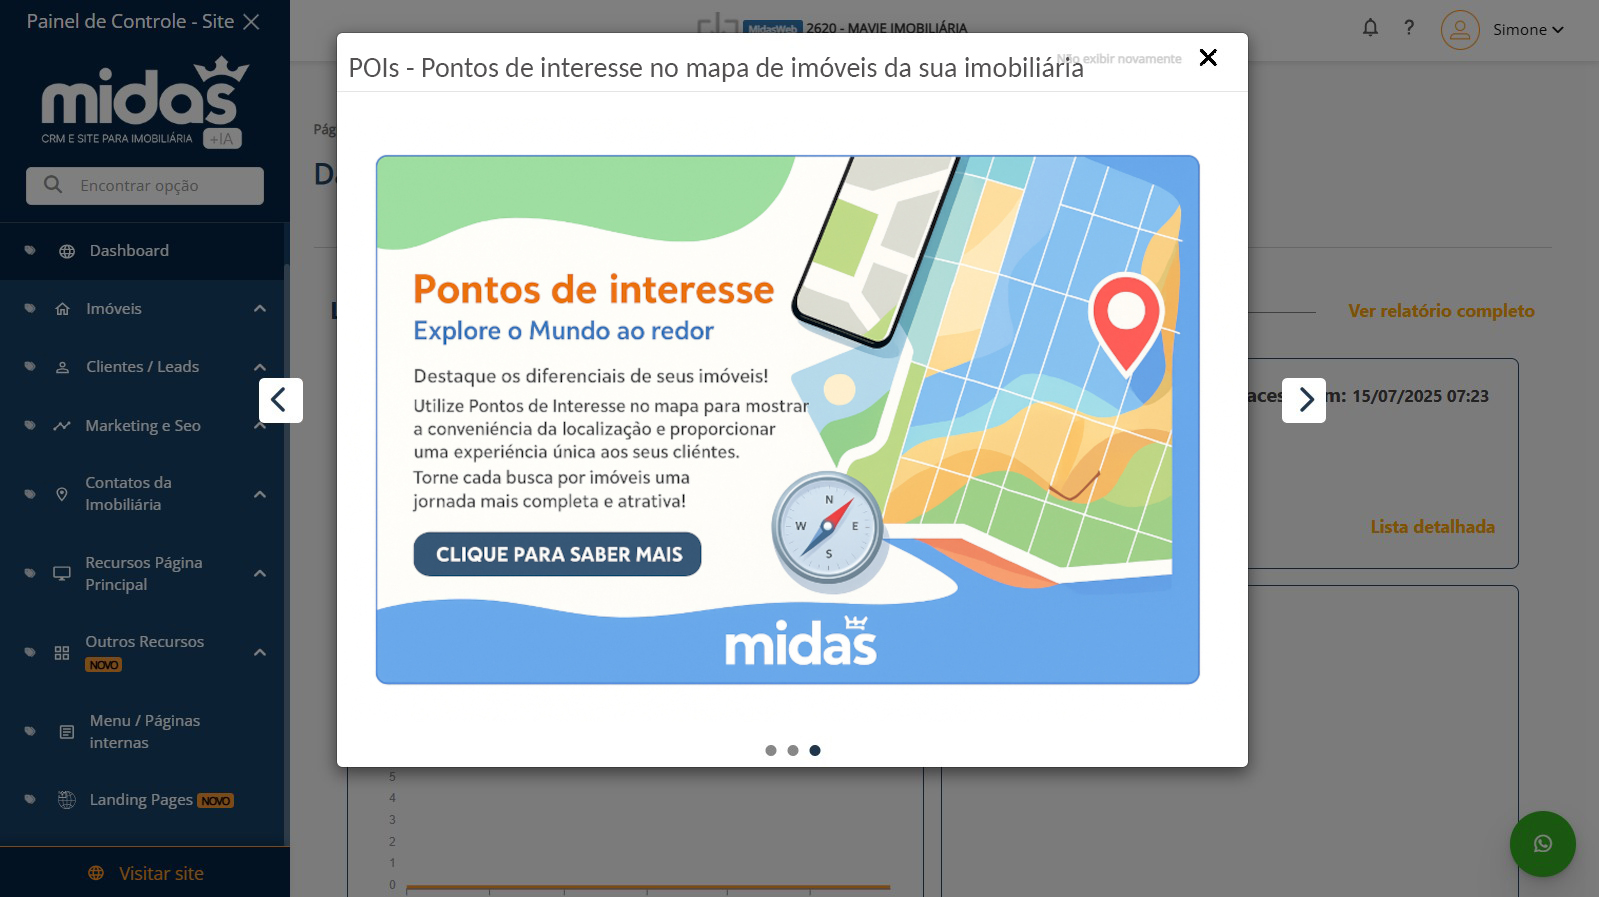 Painel de Controle - Site
midas
CRM E SITE PARA IMOBILIÁRIA +IA
Encontrar opção
Dashboard
Imóveis
Clientes / Leads
Marketing e Seo
Contatos da
Imobiliária
Recursos Página
Principal
Outros Recursos
NOVO
Menu / Páginas
internas
Landing Pages NOVO
Visitar site
MidasWeb 2620 - MAVIE IMOBILIÁRIA
? Simone
POIs - Pontos de interesse no mapa de imóveis da sua imobiliária
Não exibir novamente
Pontos de interesse
Explore o Mundo ao redor
Destaque os diferenciais de seus imóveis!
Utilize Pontos de Interesse no mapa para mostrar
a conveniéncia da localização e proporcionar
uma experiéncia única aos seus cliéntes.
Torne cada busca por imóveis uma
jornada mais completa e atrativa!
CLIQUE PARA SABER MAIS
N
W E
S
midas
Ver relatório completo
15/07/2025 07:23
Lista detalhada
5
4
3
2
1
0